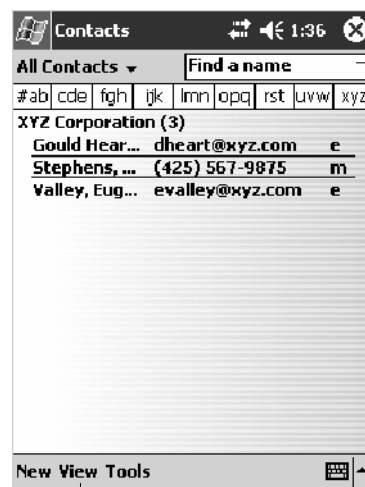 Contacts 1:36
All Contacts Find a name
#ab cde fgh ijk lmn opq rst uvw xyz
XYZ Corporation (3)
Gould Hear... dheart@xyz.com e
Stephens, ... (425) 567-9875 m
Valley, Eug... evalley@xyz.com e
New View Tools